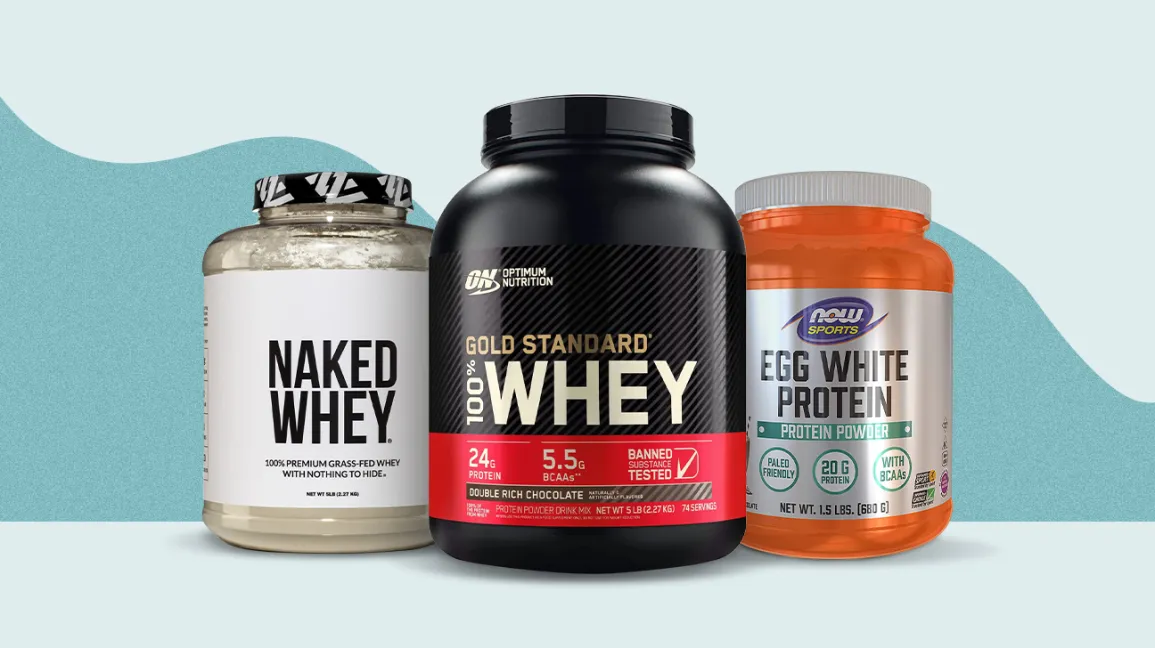 NAKED
WHEY®
100% PREMIUM GRASS-FED WHEY
WITH NOTHING TO HIDE
NET WT 5LB (2.27 KG)
ON
OPTIMUM
NUTRITION
GOLD STANDARD
100%
WHEY
24G
PROTEIN
5.5G
BCAAs**
BANNED
SUBSTANCE
TESTED
DOUBLE RICH CHOCOLATE
NATURALLY &
ARTIFICIALLY FLAVORED
PROTEIN POWDER DRINK MIX NET WT 5 LB (2.27 KG) 74 SERVINGS
NOW
SPORTS
EGG WHITE
PROTEIN
PROTEIN POWDER
PALEO
FRIENDLY
20 G
PROTEIN
WITH
BCAAs
NET WT. 1.5 LBS. (680 G)